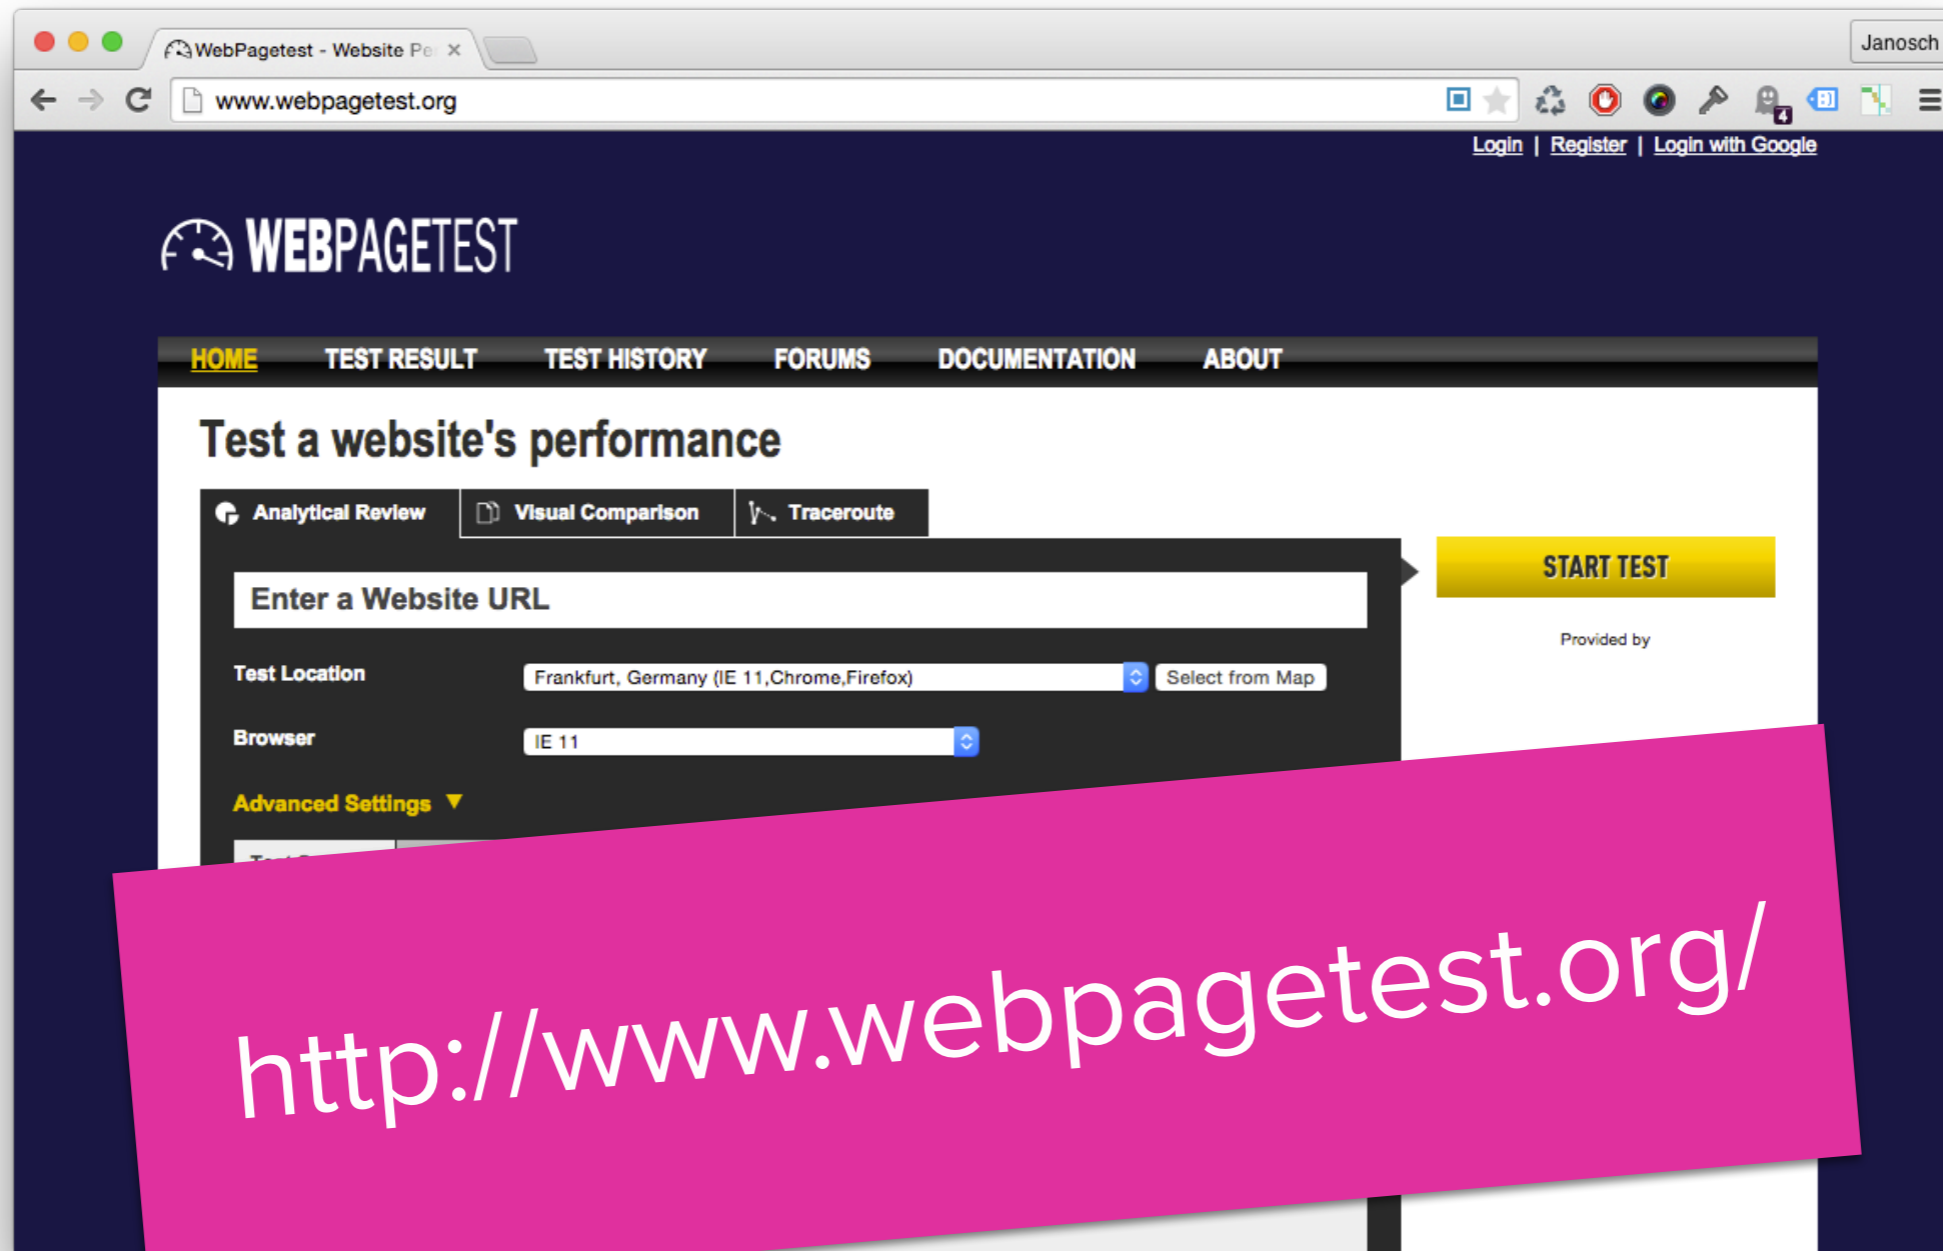 WebPagetest - Website Pe
Janosch
www.webpagetest.org
4
Login | Register | Login with Google
WEBPAGETEST
HOME TEST RESULT TEST HISTORY FORUMS DOCUMENTATION ABOUT
Test a website's performance
Analytical Review Visual Comparison Traceroute
START TEST
Enter a Website URL
Provided by
Test Location Frankfurt, Germany (IE 11,Chrome,Firefox) Select from Map
Browser IE 11
Advanced Settings ▼
http://www.webpagetest.org/